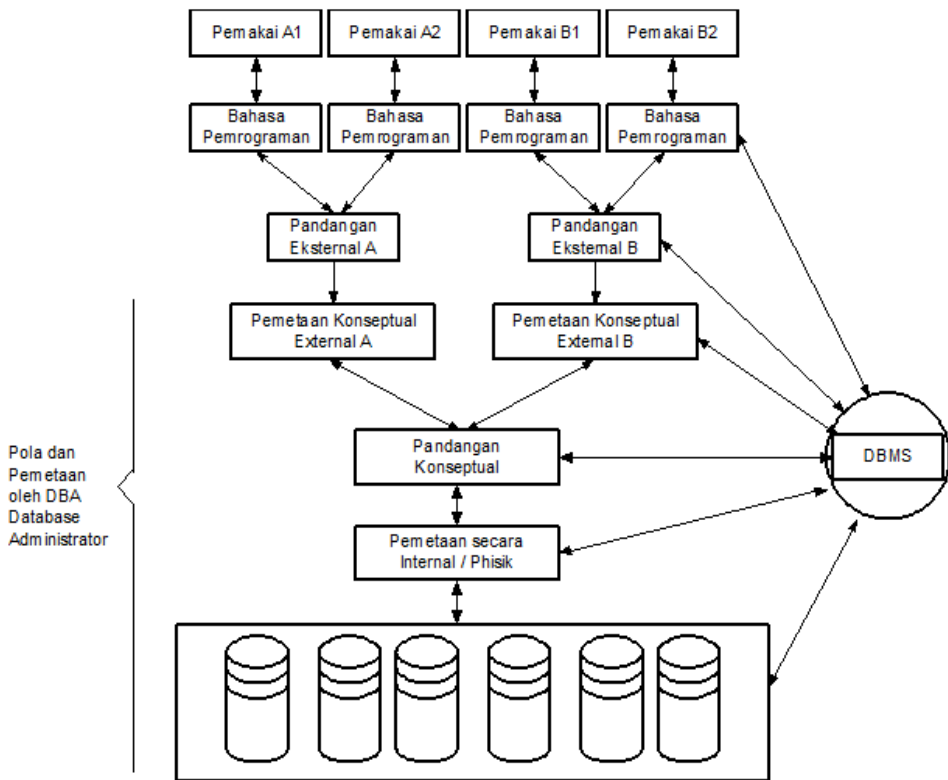 Pemakai A1
Pemakai A2
Pemakai B1
Pemakai B2
Bahasa
Pemrograman
Bahasa
Pemrograman
Bahasa
Pemrograman
Bahasa
Pemrograman
Pandangan
Eksternal A
Pandangan
Eksternal B
Pemetaan Konseptual
External A
Pemetaan Konseptual
External B
Pandangan
Konseptual
DBMS
Pola dan
Pemetaan
oleh DBA
Database
Administrator
Pemetaan secara
Internal / Phisik